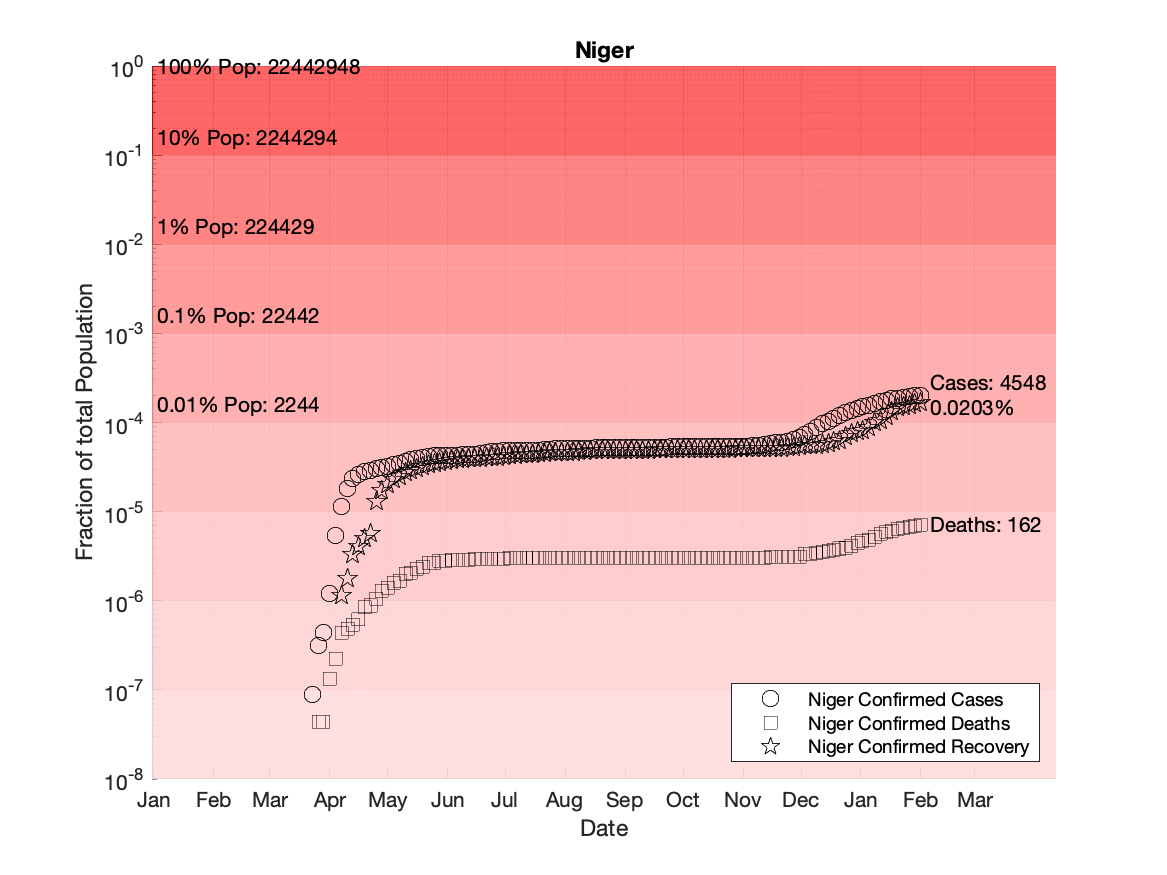 Niger
10^0
100% Pop: 22442948
10% Pop: 2244294
10^-1
1% Pop: 224429
10^-2
0.1% Pop: 22442
10^-3
Cases: 4548
0.01% Pop: 2244
0.0203%
10^-4
10^-5
Deaths: 162
10^-6
10^-7
10^-8
Fraction of total Population
Niger Confirmed Cases
Niger Confirmed Deaths
Niger Confirmed Recovery
Jan Feb Mar Apr May Jun Jul Aug Sep Oct Nov Dec Jan Feb Mar
Date